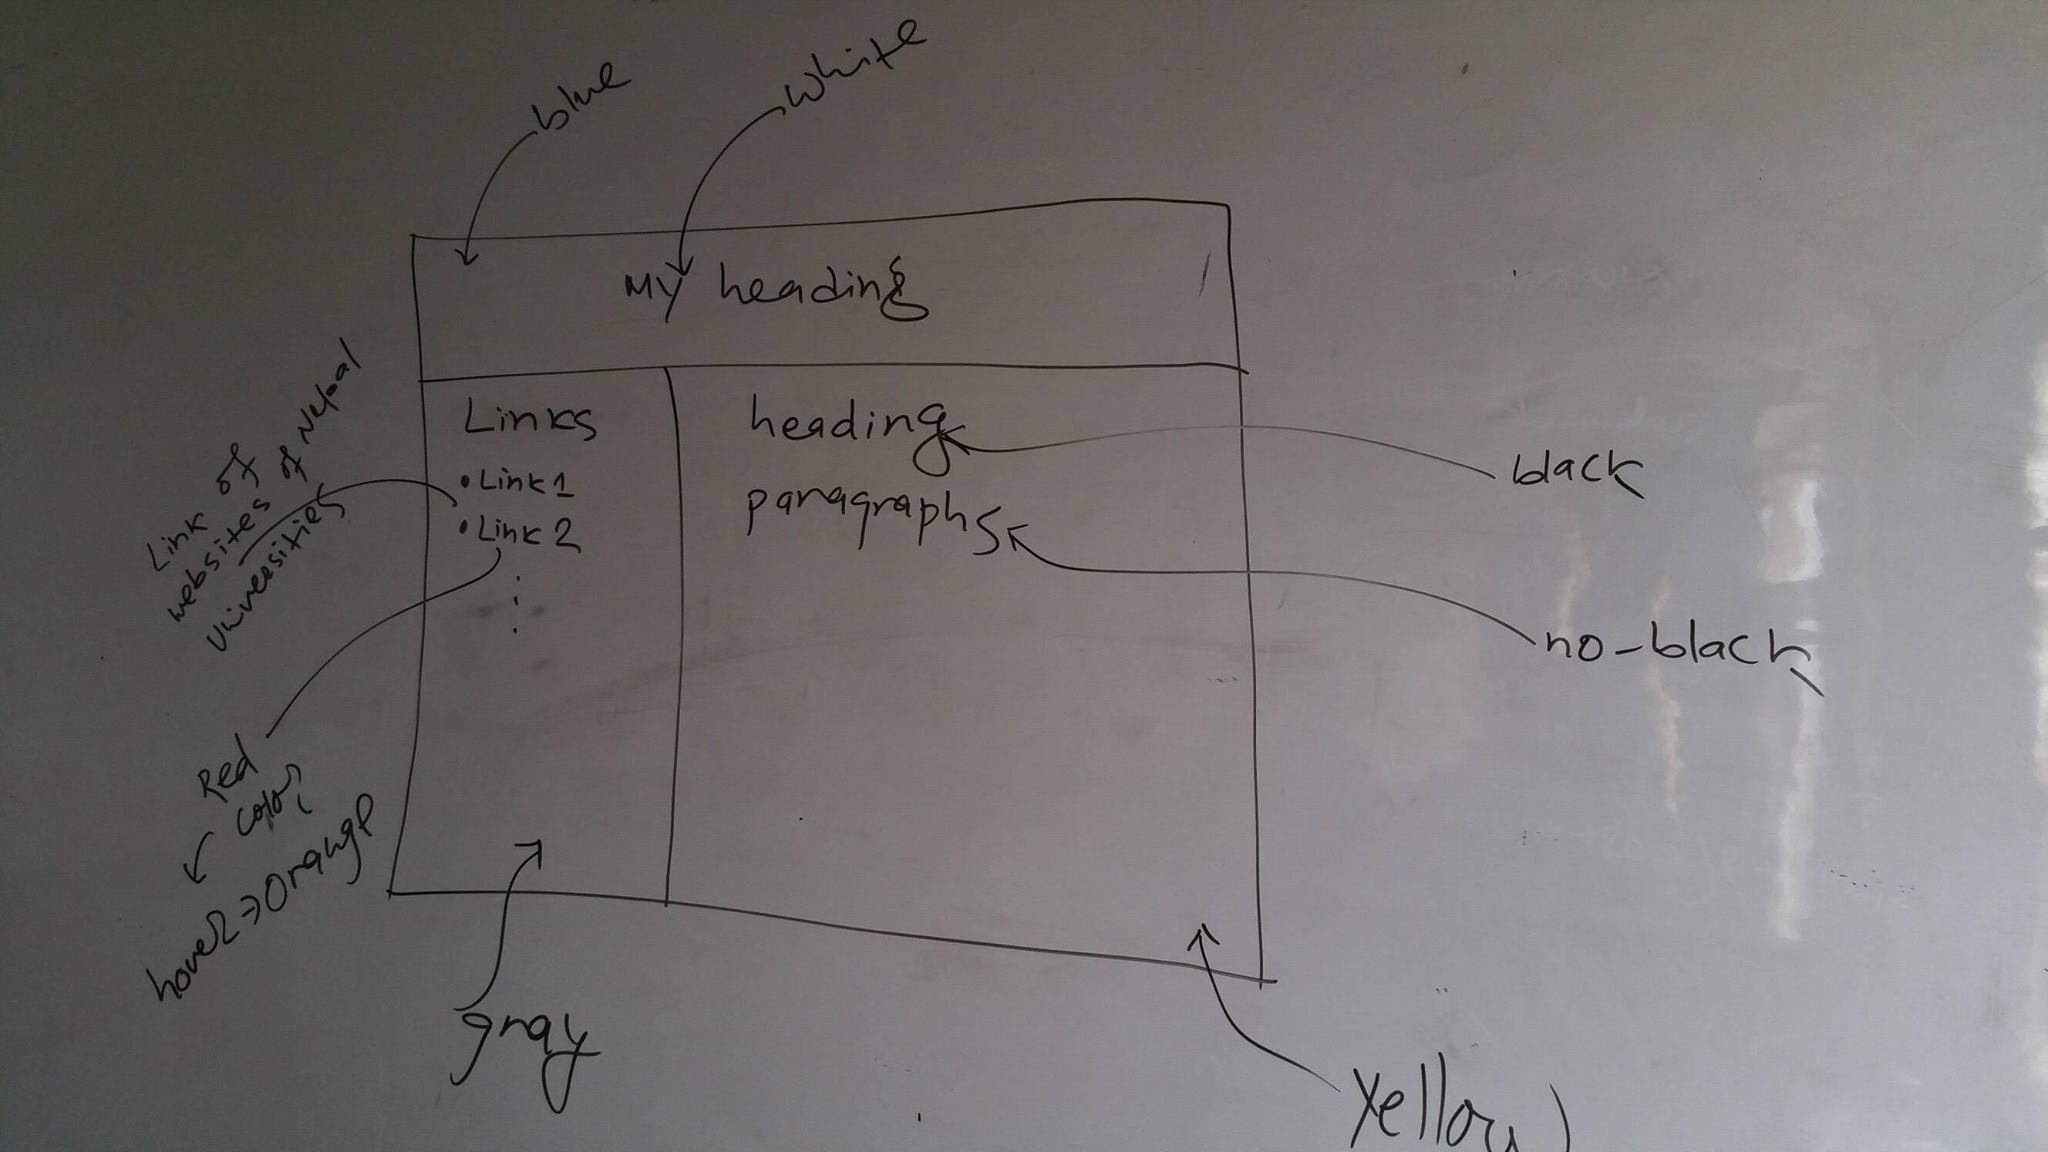 blue
white
My heading
Links
• Link 1
• Link 2
heading
paragraphs
black
no-black
Link of
websites of Nepal
Universities
Red
color
hover => Orange
gray
Yellow